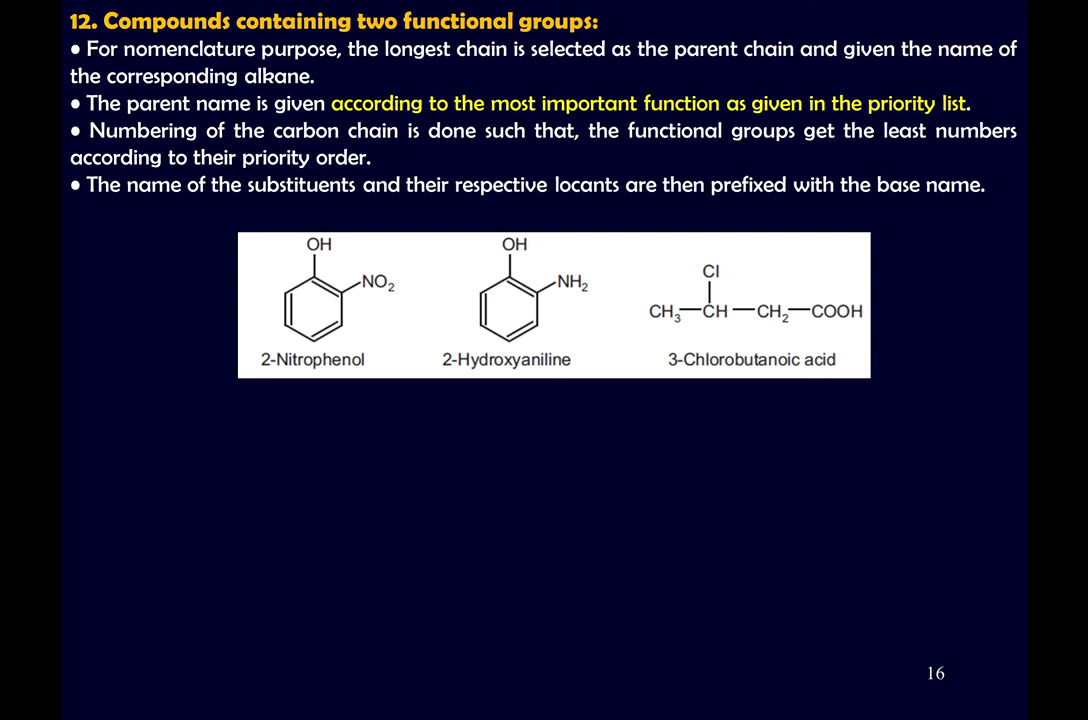 12. Compounds containing two functional groups:
• For nomenclature purpose, the longest chain is selected as the parent chain and given the name of
the corresponding alkane.
• The parent name is given according to the most important function as given in the priority list.
• Numbering of the carbon chain is done such that, the functional groups get the least numbers
according to their priority order.
• The name of the substituents and their respective locants are then prefixed with the base name.
OH
NO₂
2-Nitrophenol
OH
NH₂
2-Hydroxyaniline
Cl
CH₃—CH—CH₂—COOH
3-Chlorobutanoic acid
16